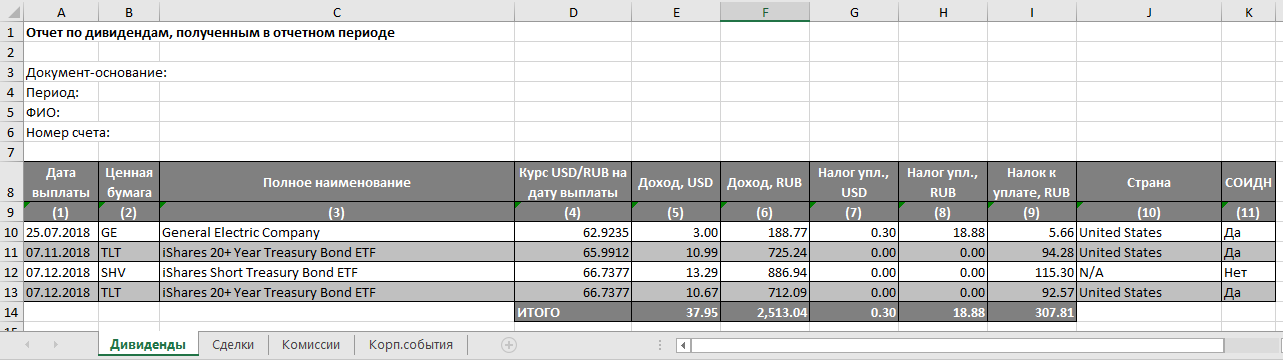 A B C D E F G H I J K
1 Отчет по дивидендам, полученным в отчетном периоде
2
3 Документ-основание:
4 Период:
5 ФИО:
6 Номер счета:
7
8 Дата выплаты Ценная бумага Полное наименование Курс USD/RUB на дату выплаты Доход, USD Доход, RUB Налог упл., USD Налог упл., RUB Налок к уплате, RUB Страна СОИДН
9 (1) (2) (3) (4) (5) (6) (7) (8) (9) (10) (11)
10 25.07.2018 GE General Electric Company 62.9235 3.00 188.77 0.30 18.88 5.66 United States Да
11 07.11.2018 TLT iShares 20+ Year Treasury Bond ETF 65.9912 10.99 725.24 0.00 0.00 94.28 United States Да
12 07.12.2018 SHV iShares Short Treasury Bond ETF 66.7377 13.29 886.94 0.00 0.00 115.30 N/A Нет
13 07.12.2018 TLT iShares 20+ Year Treasury Bond ETF 66.7377 10.67 712.09 0.00 0.00 92.57 United States Да
14 ИТОГО 37.95 2,513.04 0.30 18.88 307.81
Дивиденды Сделки Комиссии Корп.события